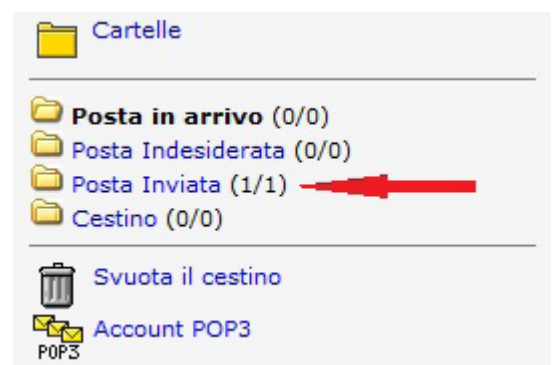 Cartelle
Posta in arrivo (0/0)
Posta Indesiderata (0/0)
Posta Inviata (1/1)
Cestino (0/0)
Svuota il cestino
Account POP3
POP3